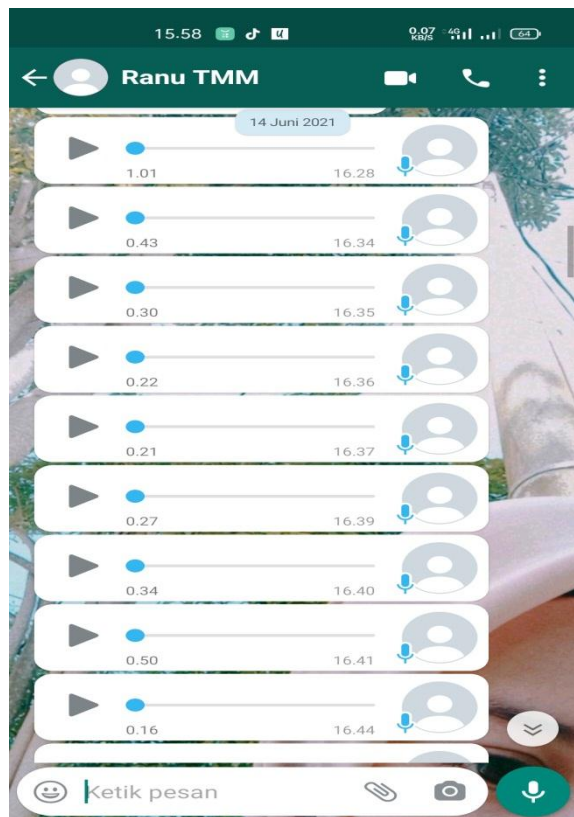 15.58 0.07 KB/S 4G 64
Ranu TMM
14 Juni 2021
1.01 16.28
0.43 16.34
0.30 16.35
0.22 16.36
0.21 16.37
0.27 16.39
0.34 16.40
0.50 16.41
0.16 16.44
Ketik pesan